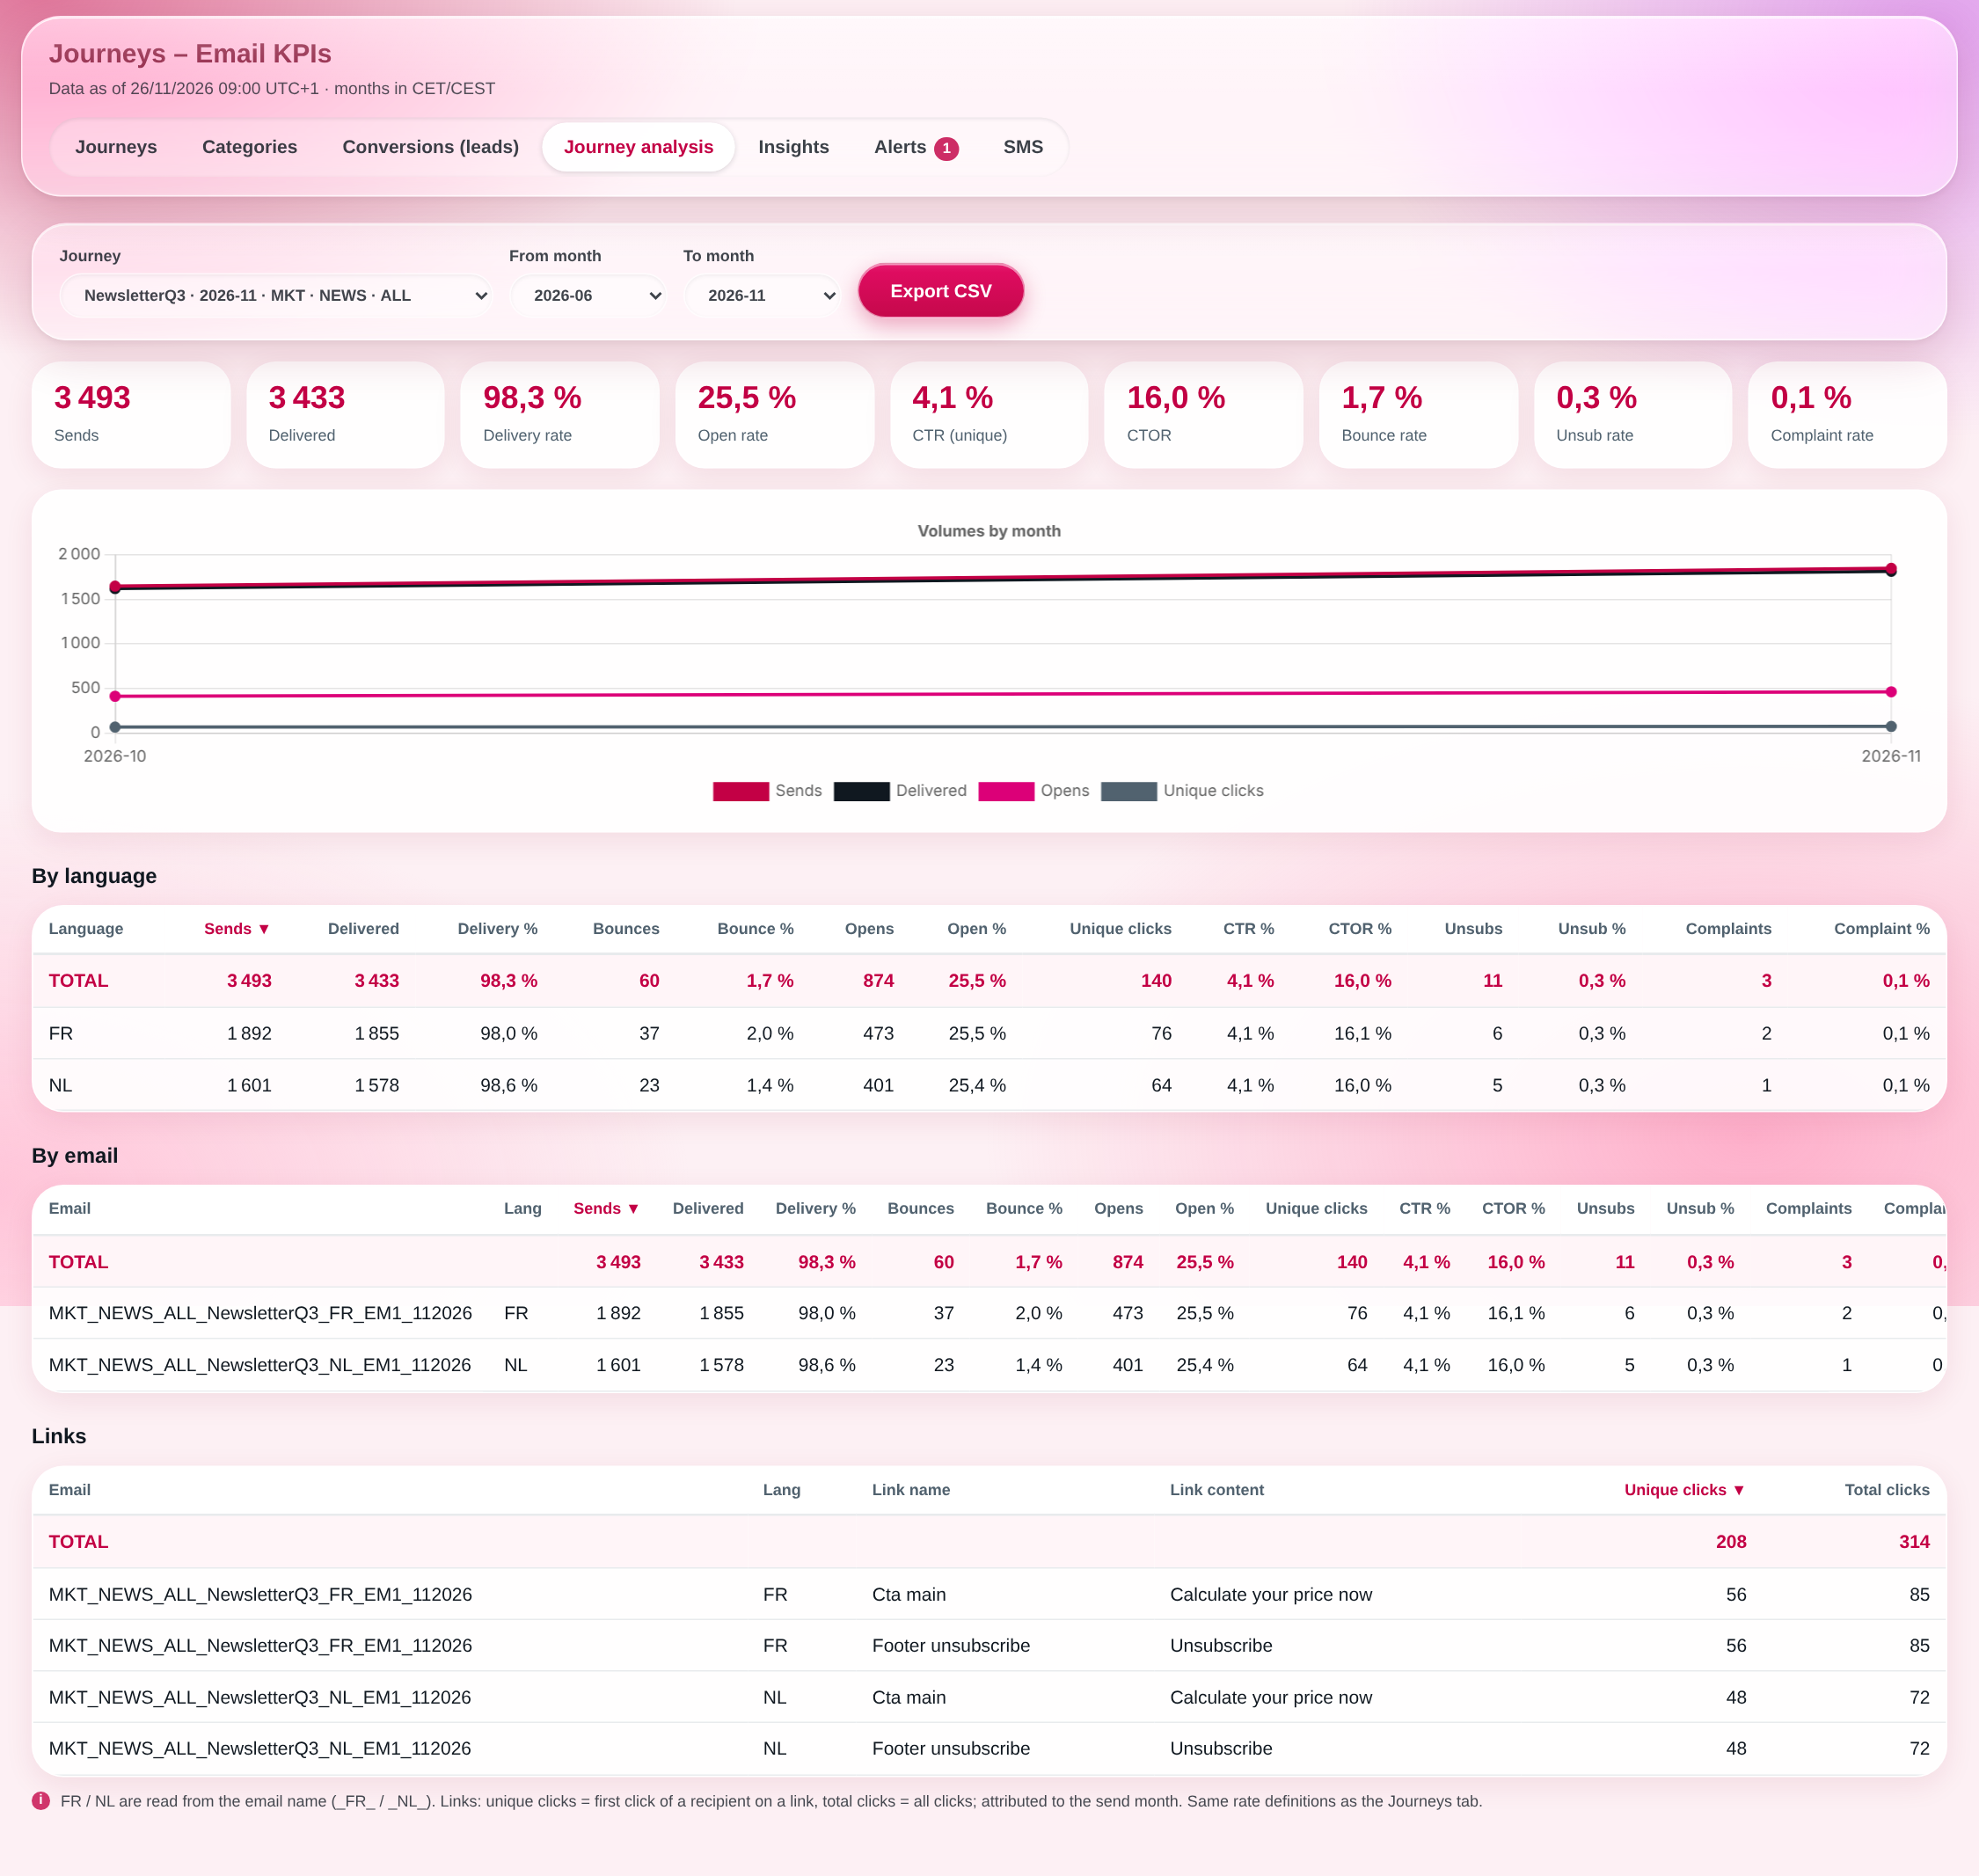 Journeys – Email KPIs
Data as of 26/11/2026 09:00 UTC+1 · months in CET/CEST
Journeys Categories Conversions (leads) Journey analysis Insights Alerts 1 SMS
Journey From month To month
NewsletterQ3 · 2026-11 · MKT · NEWS · ALL 2026-06 2026-11 Export CSV
3 493 3 433 98,3 % 25,5 % 4,1 % 16,0 % 1,7 % 0,3 % 0,1 %
Sends Delivered Delivery rate Open rate CTR (unique) CTOR Bounce rate Unsub rate Complaint rate
Volumes by month
2 000
1 500
1 000
500
0
2026-10 2026-11
Sends Delivered Opens Unique clicks
By language
Language Sends ▼ Delivered Delivery % Bounces Bounce % Opens Open % Unique clicks CTR % CTOR % Unsubs Unsub % Complaints Complaint %
TOTAL 3 493 3 433 98,3 % 60 1,7 % 874 25,5 % 140 4,1 % 16,0 % 11 0,3 % 3 0,1 %
FR 1 892 1 855 98,0 % 37 2,0 % 473 25,5 % 76 4,1 % 16,1 % 6 0,3 % 2 0,1 %
NL 1 601 1 578 98,6 % 23 1,4 % 401 25,4 % 64 4,1 % 16,0 % 5 0,3 % 1 0,1 %
By email
Email Lang Sends ▼ Delivered Delivery % Bounces Bounce % Opens Open % Unique clicks CTR % CTOR % Unsubs Unsub % Complaints
TOTAL 3 493 3 433 98,3 % 60 1,7 % 874 25,5 % 140 4,1 % 16,0 % 11 0,3 % 3
MKT_NEWS_ALL_NewsletterQ3_FR_EM1_112026 FR 1 892 1 855 98,0 % 37 2,0 % 473 25,5 % 76 4,1 % 16,1 % 6 0,3 % 2
MKT_NEWS_ALL_NewsletterQ3_NL_EM1_112026 NL 1 601 1 578 98,6 % 23 1,4 % 401 25,4 % 64 4,1 % 16,0 % 5 0,3 % 1
Links
Email Lang Link name Link content Unique clicks ▼ Total clicks
TOTAL 208 314
MKT_NEWS_ALL_NewsletterQ3_FR_EM1_112026 FR Cta main Calculate your price now 56 85
MKT_NEWS_ALL_NewsletterQ3_FR_EM1_112026 FR Footer unsubscribe Unsubscribe 56 85
MKT_NEWS_ALL_NewsletterQ3_NL_EM1_112026 NL Cta main Calculate your price now 48 72
MKT_NEWS_ALL_NewsletterQ3_NL_EM1_112026 NL Footer unsubscribe Unsubscribe 48 72
i FR / NL are read from the email name (_FR_ / _NL_). Links: unique clicks = first click of a recipient on a link, total clicks = all clicks; attributed to the send month. Same rate definitions as the Journeys tab.